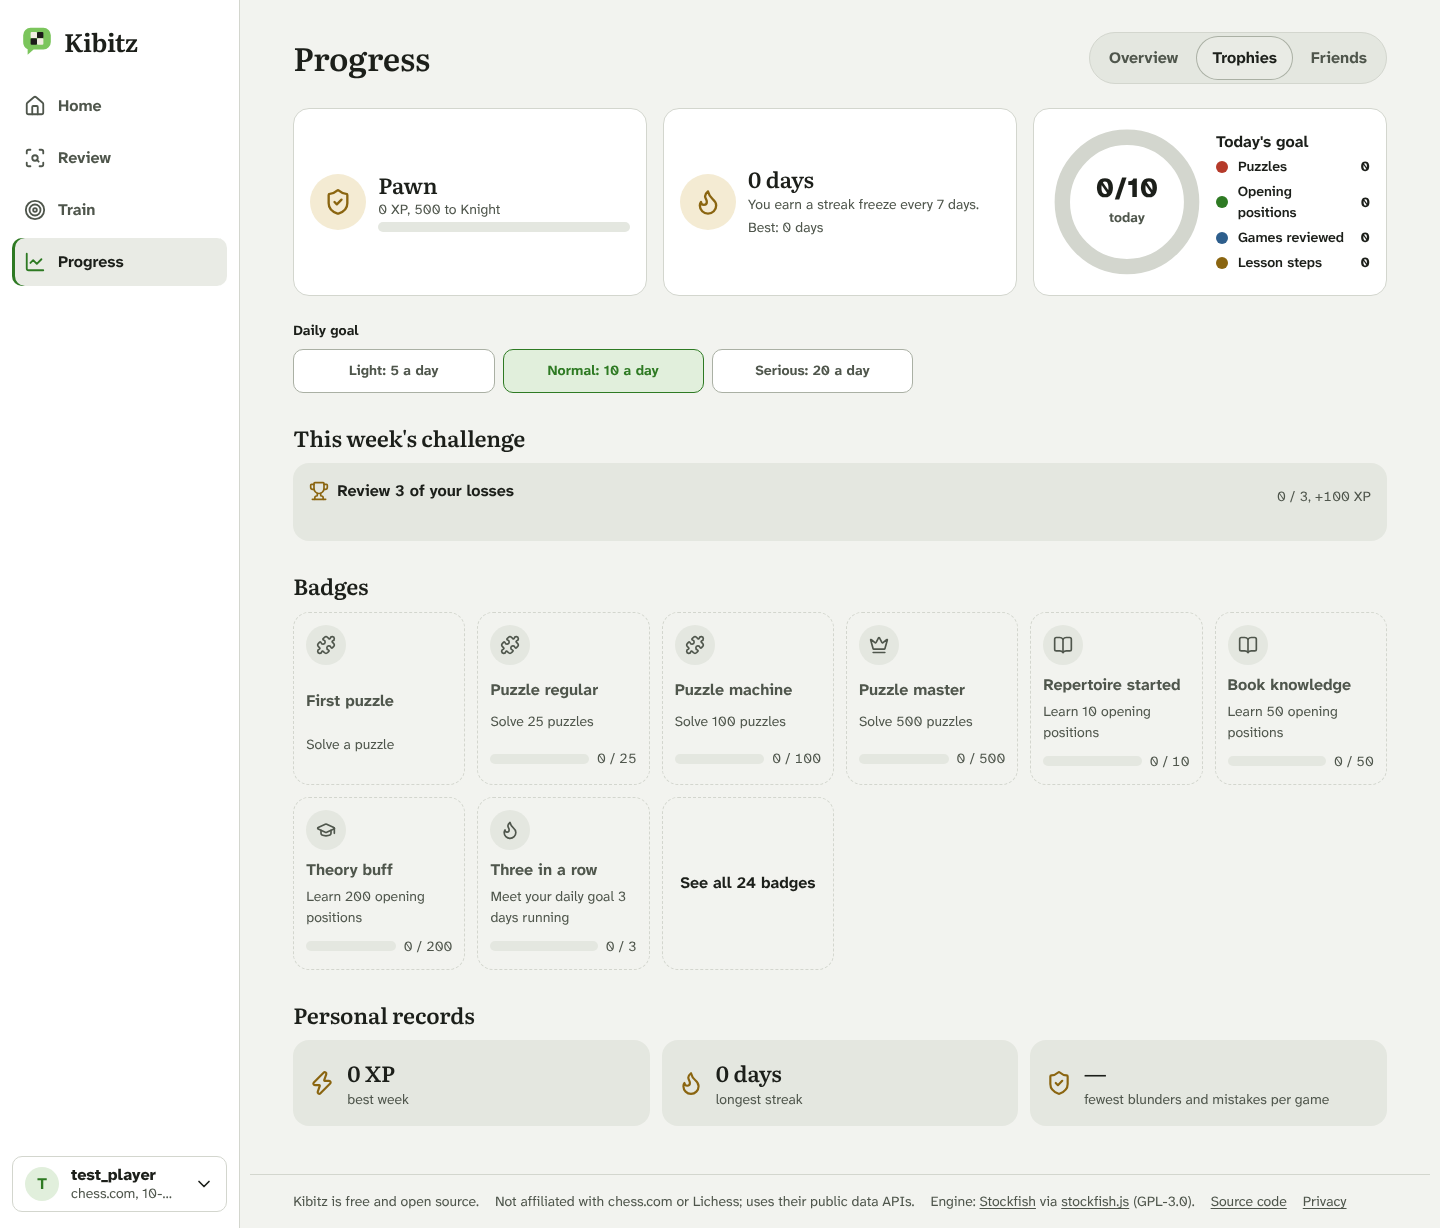 Kibitz
Home
Review
Train
Progress
Progress
Overview
Trophies
Friends
Pawn
0 XP, 500 to Knight
0 days
You earn a streak freeze every 7 days.
Best: 0 days
0/10
today
Today's goal
Puzzles 0
Opening
positions 0
Games reviewed 0
Lesson steps 0
Daily goal
Light: 5 a day
Normal: 10 a day
Serious: 20 a day
This week's challenge
Review 3 of your losses
0 / 3, +100 XP
Badges
First puzzle
Solve a puzzle
Puzzle regular
Solve 25 puzzles
0 / 25
Puzzle machine
Solve 100 puzzles
0 / 100
Puzzle master
Solve 500 puzzles
0 / 500
Repertoire started
Learn 10 opening
positions
0 / 10
Book knowledge
Learn 50 opening
positions
0 / 50
Theory buff
Learn 200 opening
positions
0 / 200
Three in a row
Meet your daily goal 3
days running
0 / 3
See all 24 badges
Personal records
0 XP
best week
0 days
longest streak
—
fewest blunders and mistakes per game
T
test_player
chess.com, 10-...
Kibitz is free and open source. Not affiliated with chess.com or Lichess; uses their public data APIs. Engine: Stockfish via stockfish.js (GPL-3.0). Source code Privacy